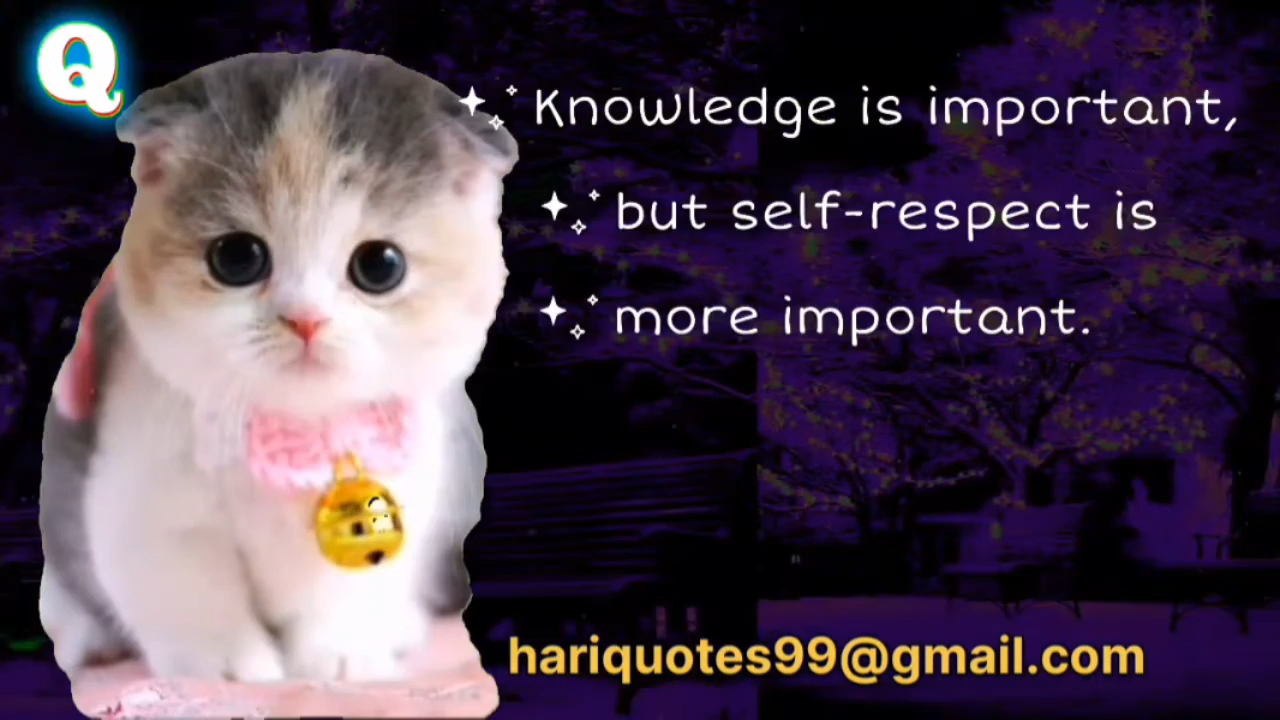 Q
Knowledge is important,
but self-respect is
more important.
hariquotes99@gmail.com